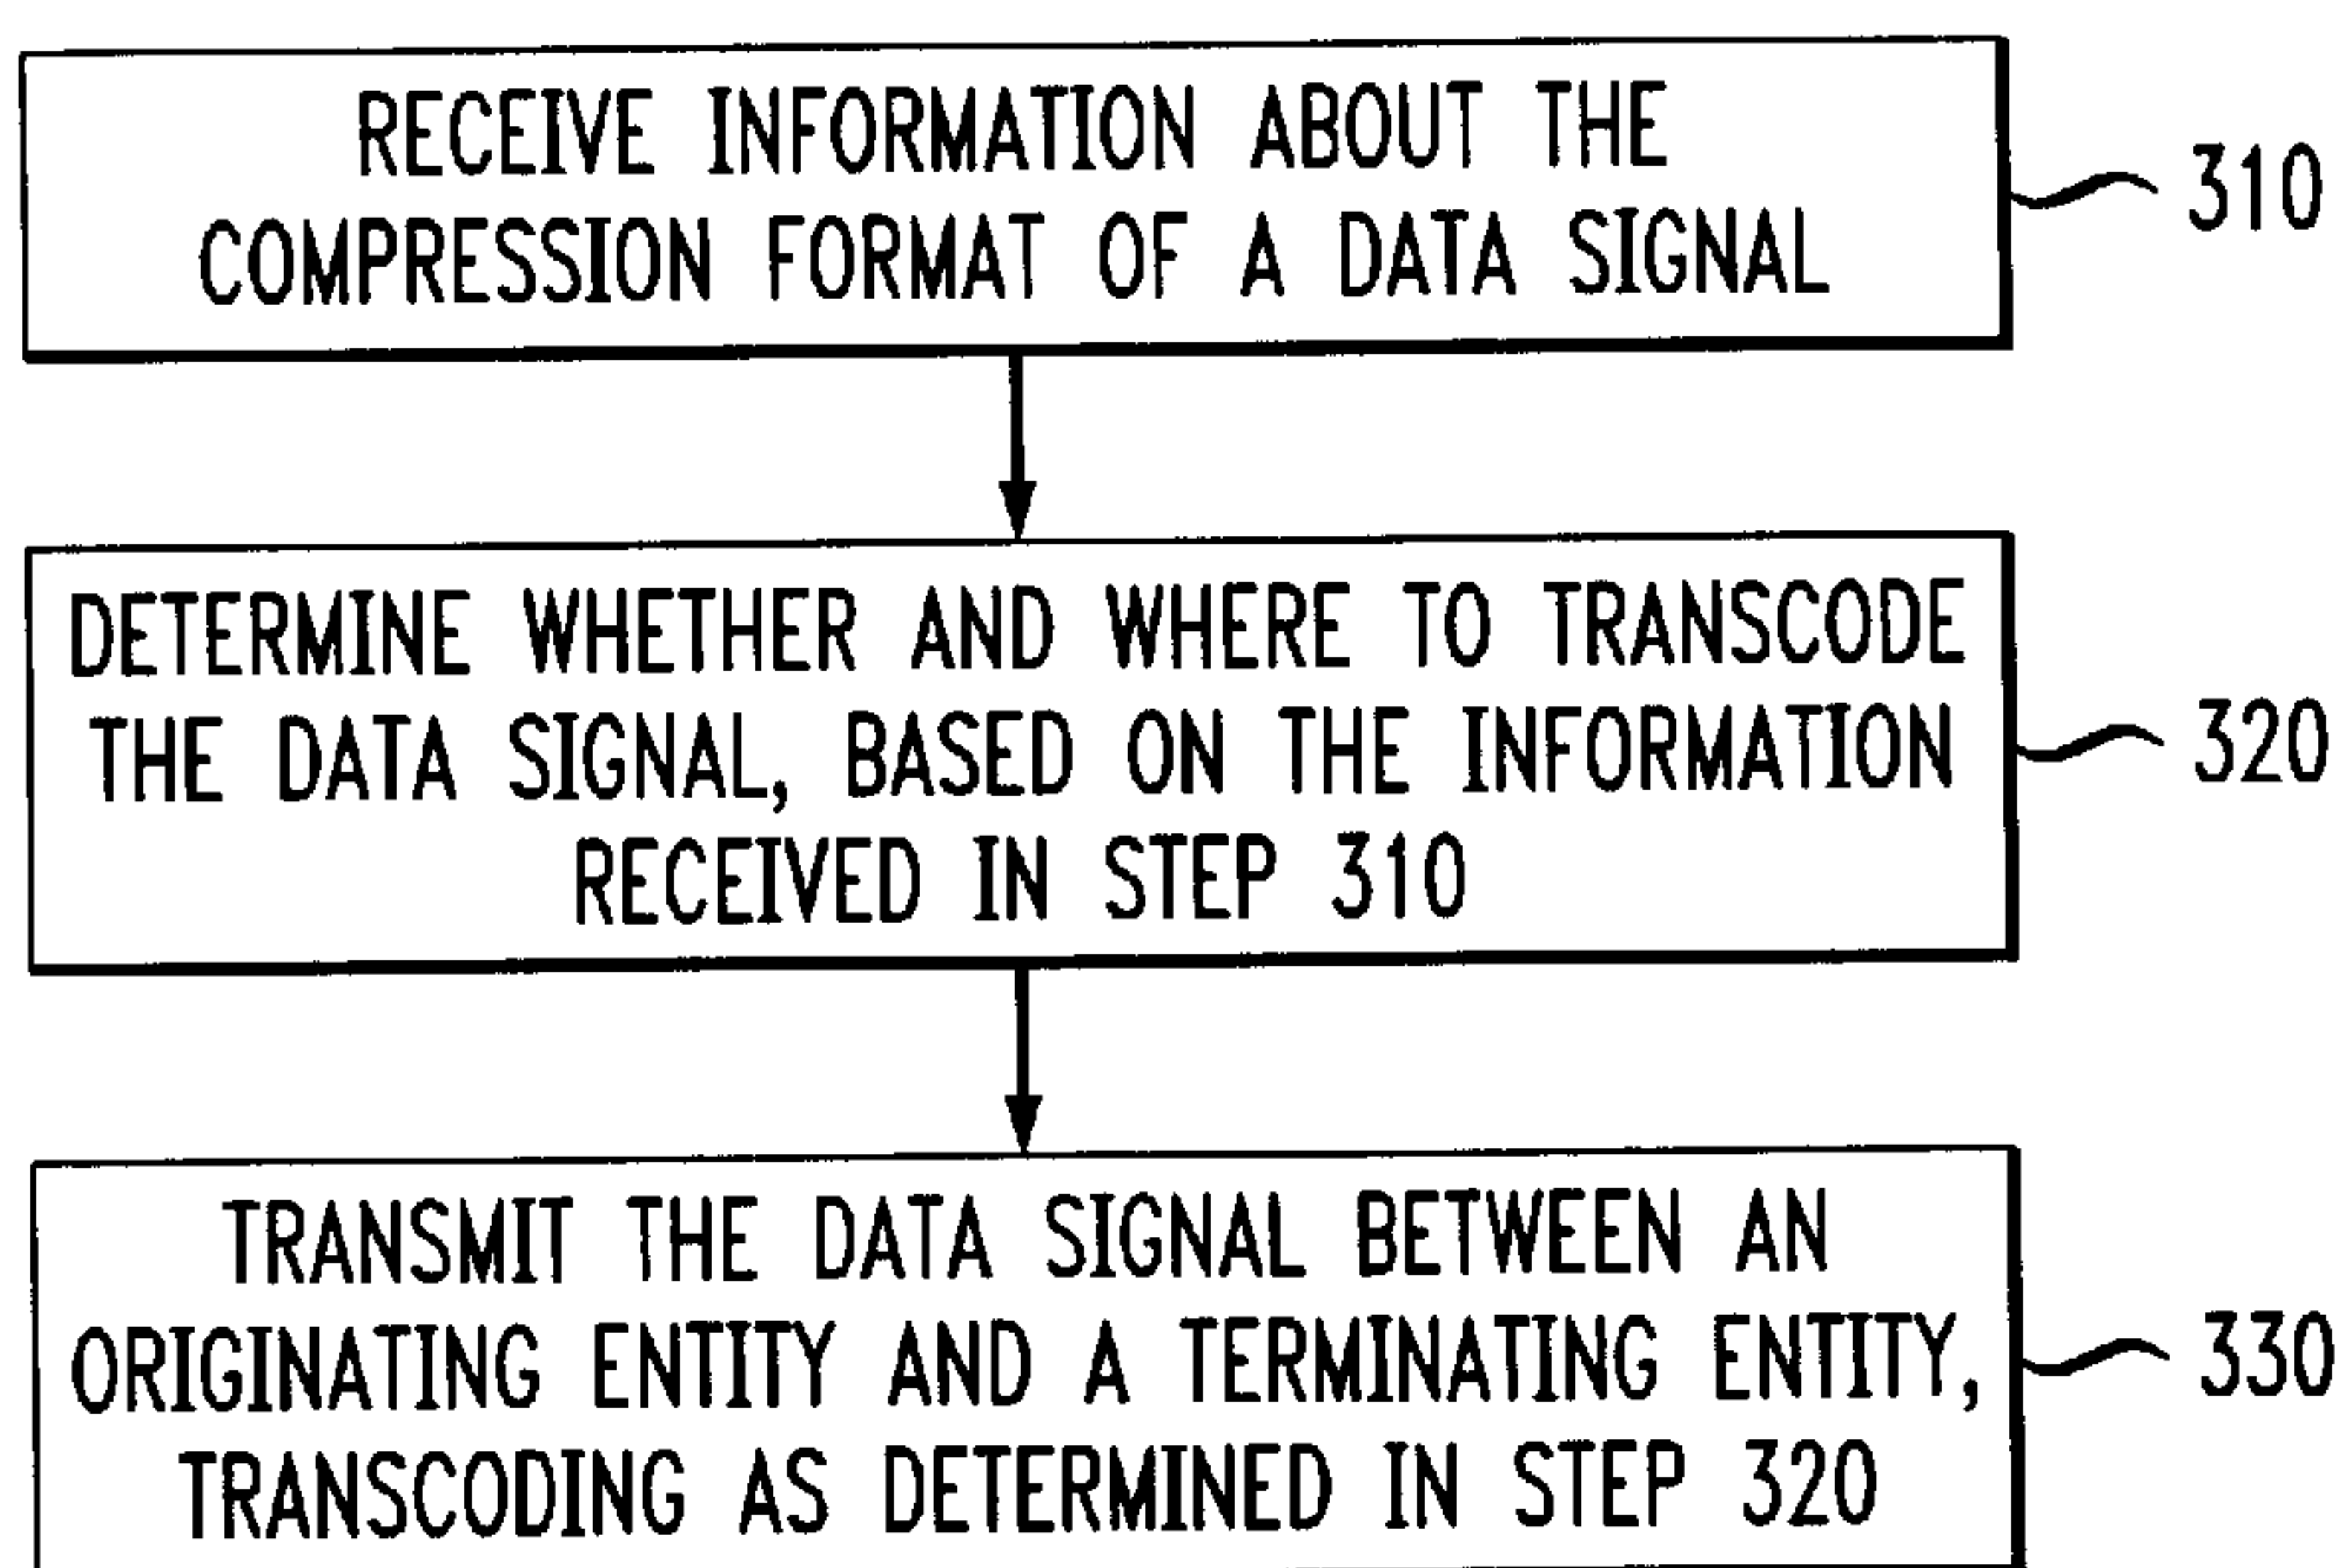 RECEIVE INFORMATION ABOUT THE
COMPRESSION FORMAT OF A DATA SIGNAL
310
DETERMINE WHETHER AND WHERE TO TRANSCODE
THE DATA SIGNAL, BASED ON THE INFORMATION
RECEIVED IN STEP 310
320
TRANSMIT THE DATA SIGNAL BETWEEN AN
ORIGINATING ENTITY AND A TERMINATING ENTITY,
TRANSCODING AS DETERMINED IN STEP 320
330